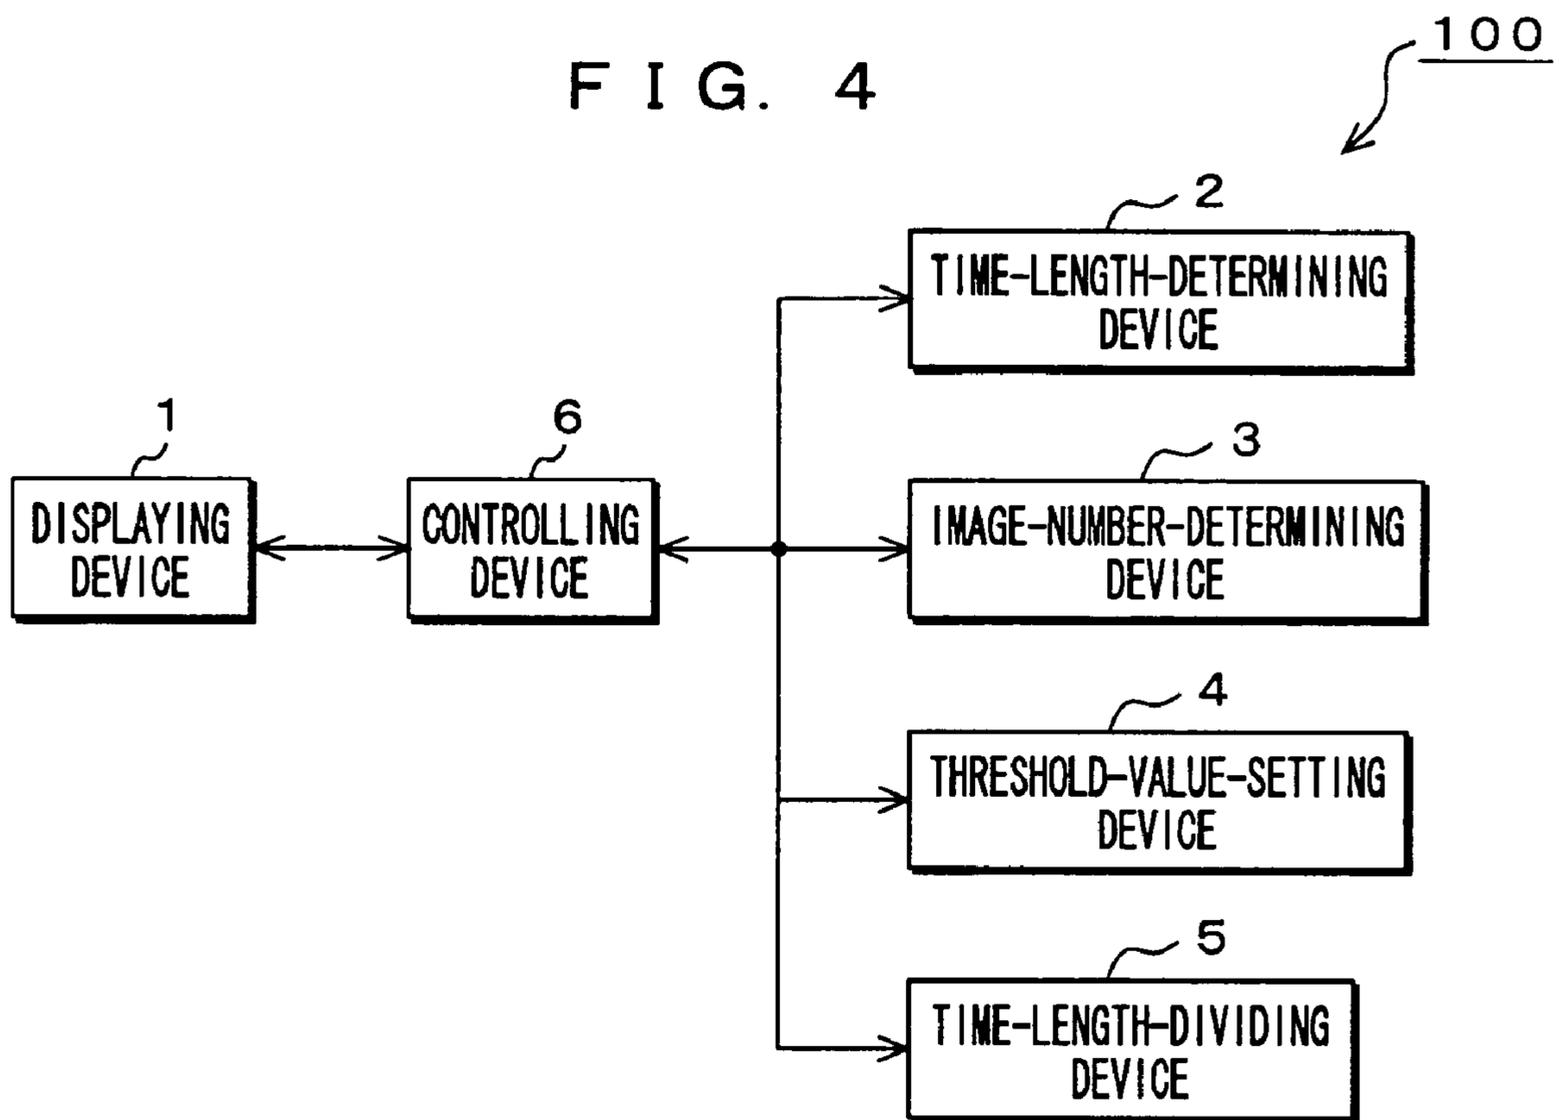 100
FIG. 4
2
TIME-LENGTH-DETERMINING
DEVICE
1
DISPLAYING
DEVICE
6
CONTROLLING
DEVICE
3
IMAGE-NUMBER-DETERMINING
DEVICE
4
THRESHOLD-VALUE-SETTING
DEVICE
5
TIME-LENGTH-DIVIDING
DEVICE